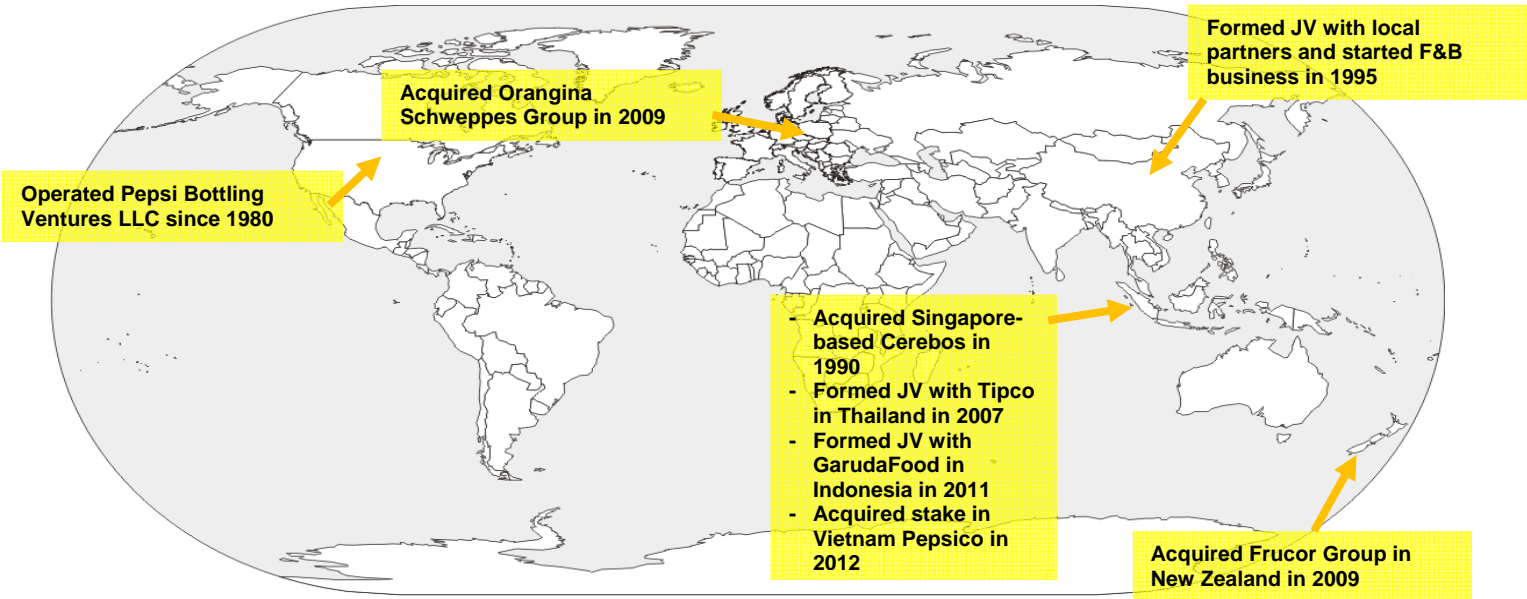 Formed JV with local
partners and started F&B
business in 1995
Acquired Orangina
Schweppes Group in 2009
Operated Pepsi Bottling
Ventures LLC since 1980
- Acquired Singapore-
based Cerebos in
1990
- Formed JV with Tipco
in Thailand in 2007
- Formed JV with
GarudaFood in
Indonesia in 2011
- Acquired stake in
Vietnam Pepsico in
2012
Acquired Frucor Group in
New Zealand in 2009